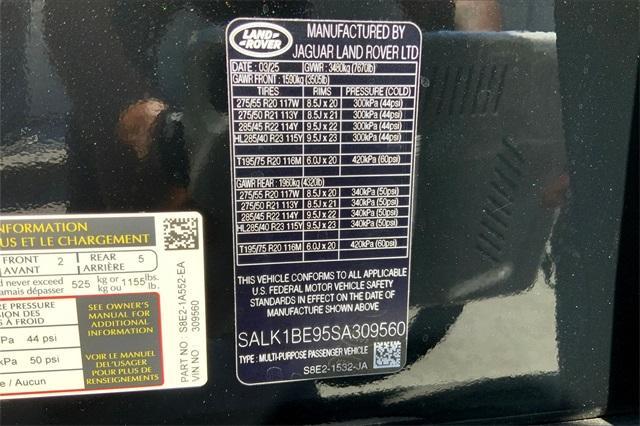 LAND ROVER
MANUFACTURED BY
JAGUAR LAND ROVER LTD
DATE : 03/25 GVWR : 3480kg (7670lb)
GAWR FRONT : 1590kg (3505lb)
TIRES RIMS PRESSURE (COLD)
275/55 R20 117W 8.5J x 20 300kPa (44psi)
275/50 R21 113Y 8.5J x 21 300kPa (44psi)
285/45 R22 114Y 9.5J x 22 300kPa (44psi)
HL285/40 R23 115Y 9.5J x 23 300kPa (44psi)
T195/75 R20 116M 6.0J x 20 420kPa (60psi)
GAWR REAR : 1960kg (4320lb)
275/55 R20 117W 8.5J x 20 340kPa (50psi)
275/50 R21 113Y 8.5J x 21 340kPa (50psi)
285/45 R22 114Y 9.5J x 22 340kPa (50psi)
HL285/40 R23 115Y 9.5J x 23 340kPa (50psi)
T195/75 R20 116M 6.0J x 20 420kPa (60psi)
THIS VEHICLE CONFORMS TO ALL APPLICABLE
U.S. FEDERAL MOTOR VEHICLE SAFETY
STANDARDS IN EFFECT ON THE DATE OF
MANUFACTURE SHOWN ABOVE
SALK1BE95SA309560
TYPE : MULTI-PURPOSE PASSENGER VEHICLE
S8E2-1532-JA
INFORMATION
US ET LE CHARGEMENT
FRONT 2 REAR 5
AVANT ARRIÈRE
d never exceed 525 kg or 1155 lbs.
amais dépasser kg ou lb.
PRESSURE
SION DES
S À FROID
Pa 44 psi
kPa 50 psi
e / Aucun
SEE OWNER'S
MANUAL FOR
ADDITIONAL
INFORMATION
VOIR LE MANUEL
DE L'USAGER
POUR PLUS DE
RENSEIGNEMENTS
PART NO : S8E2-1A552-EA
VIN NO : 309560